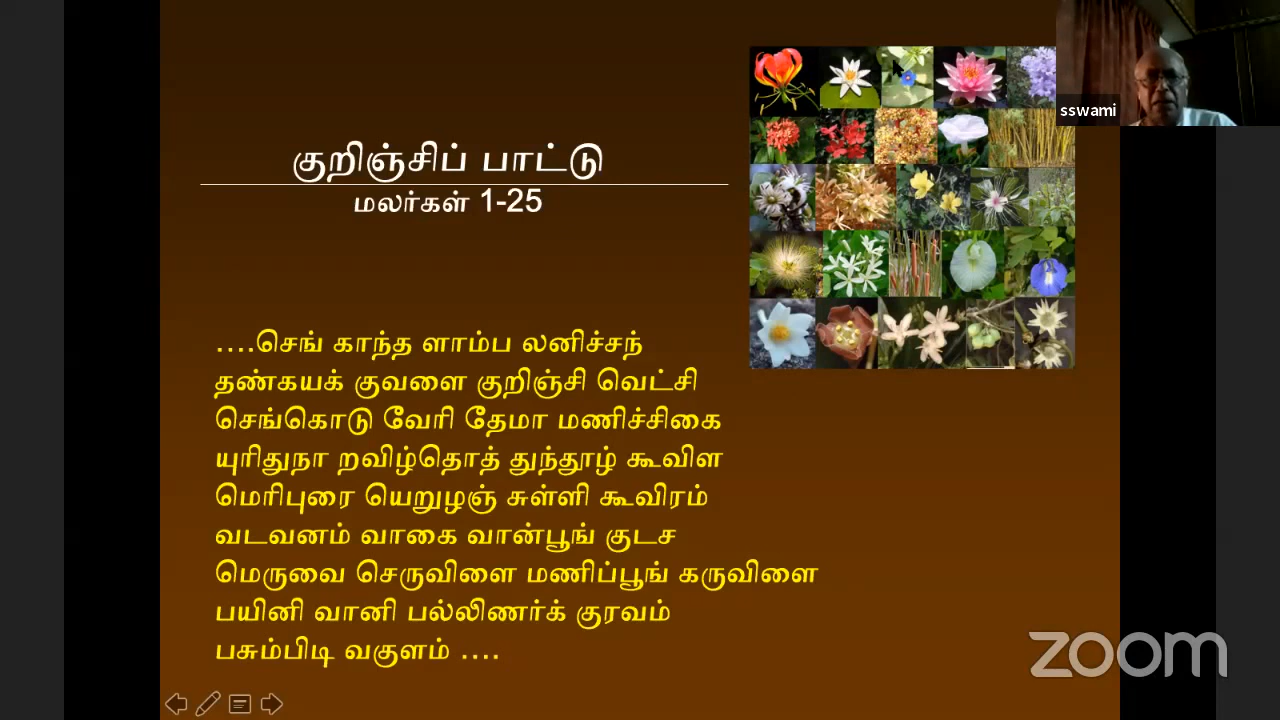 குறிஞ்சிப் பாட்டு
மலர்கள் 1-25
sswami
....செங் காந்த ளாம்ப லனிச்சந்
தண்கயக் குவளை குறிஞ்சி வெட்சி
செங்கொடு வேரி தேமா மணிச்சிகை
யுரிதுநா றவிழ்தொத் துந்தூழ் கூவிள
மெரிபுரை யெறுழஞ் சுள்ளி கூவிரம்
வடவனம் வாகை வான்பூங் குடச
மெருவை செருவிளை மணிப்பூங் கருவிளை
பயினி வானி பல்லிணர்க் குரவம்
பசும்பிடி வகுளம் ....
zoom